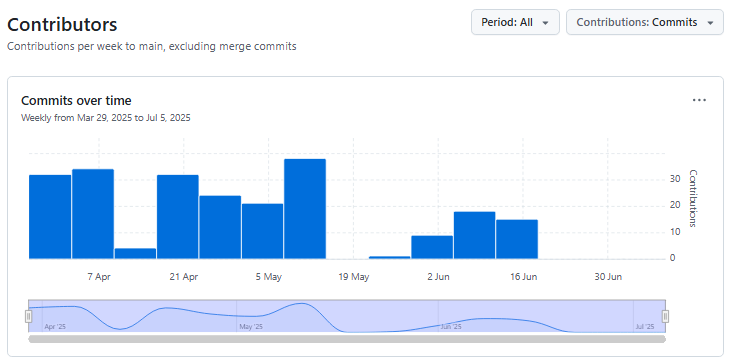 Contributors
Period: All
Contributions: Commits
Contributions per week to main, excluding merge commits
Commits over time
Weekly from Mar 29, 2025 to Jul 5, 2025
30
20
10
0
Contributions
7 Apr 21 Apr 5 May 19 May 2 Jun 16 Jun 30 Jun
Apr '25 May '25 Jun '25 Jul '25